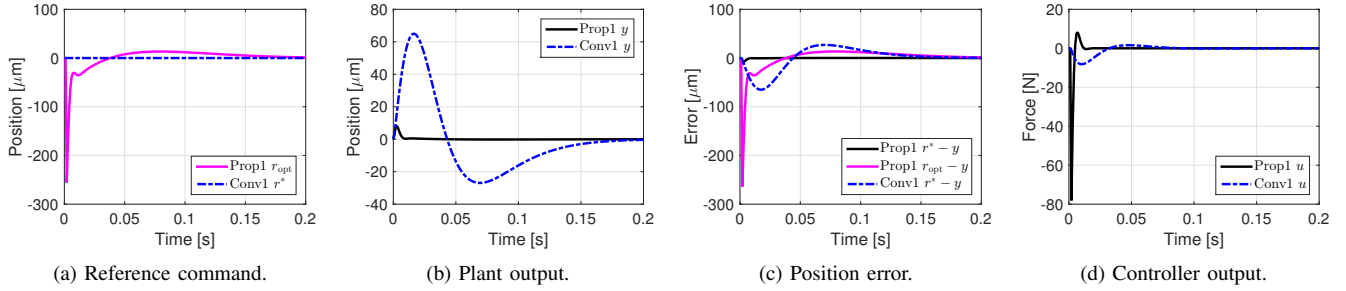 100
0
-100
-200
-300
Position [μm]
0 0.05 0.1 0.15 0.2
Time [s]
Prop1 r_opt
Conv1 r*
(a) Reference command.
80
60
40
20
0
-20
-40
Position [μm]
0 0.05 0.1 0.15 0.2
Time [s]
Prop1 y
Conv1 y
(b) Plant output.
100
0
-100
-200
-300
Error [μm]
0 0.05 0.1 0.15 0.2
Time [s]
Prop1 r* − y
Prop1 r_opt − y
Conv1 r* − y
(c) Position error.
20
0
-20
-40
-60
-80
Force [N]
0 0.05 0.1 0.15 0.2
Time [s]
Prop1 u
Conv1 u
(d) Controller output.